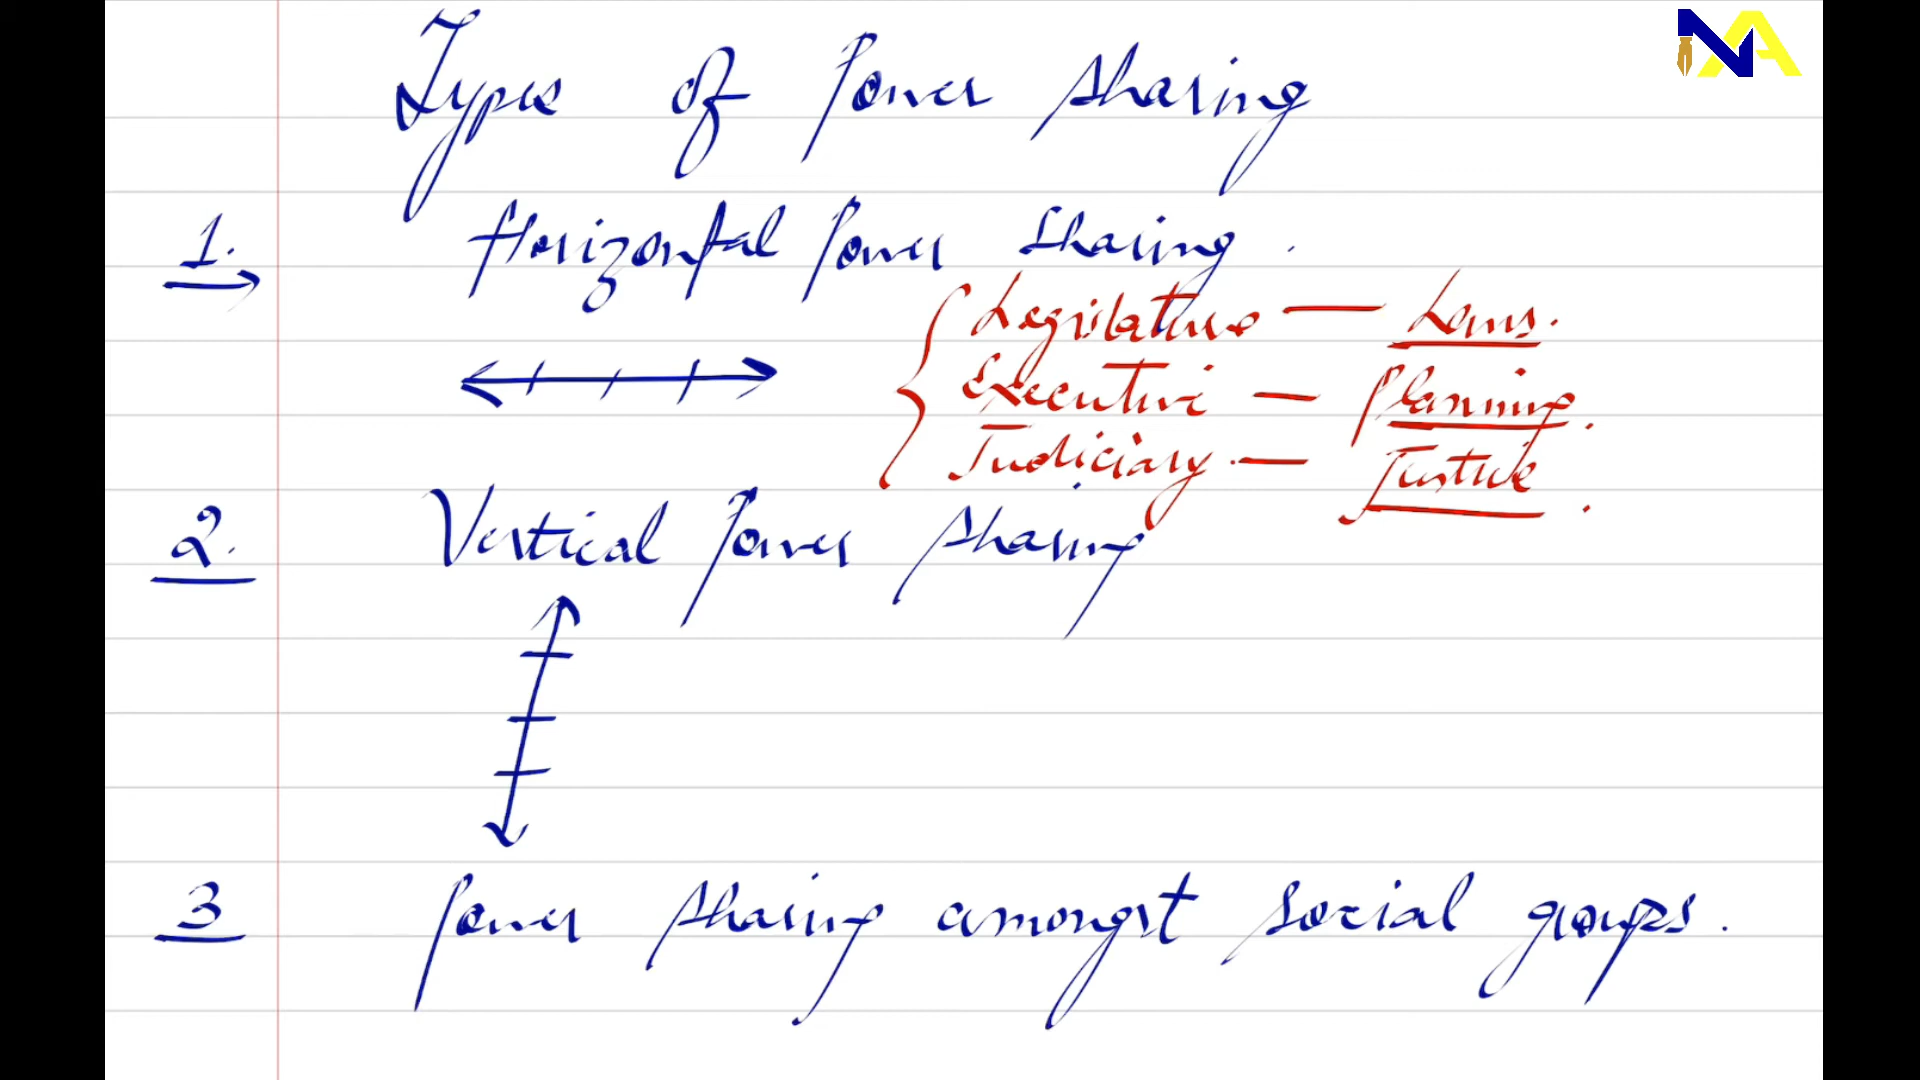 Types of Power sharing
1. Horizontal Power Sharing.
Legislature — Laws.
Executive — Planning.
Judiciary. — Justice.
2. Vertical Power sharing
3 Power sharing amongst social groups.
NA